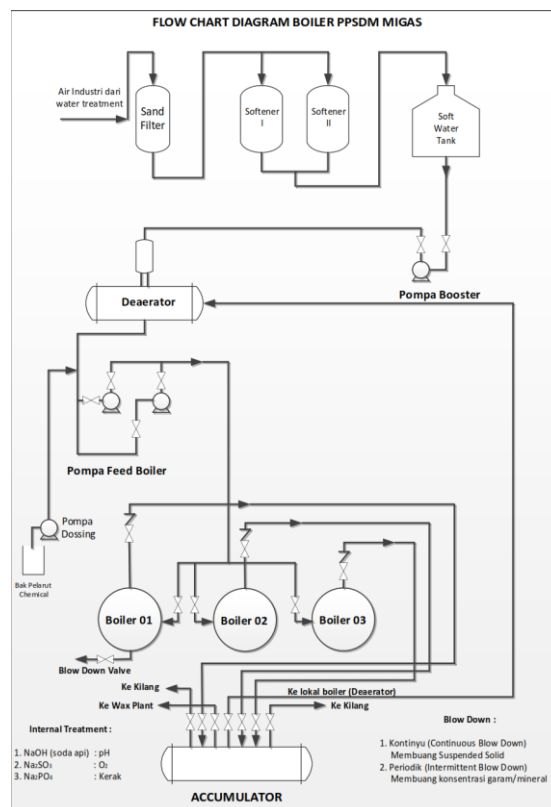 FLOW CHART DIAGRAM BOILER PPSDM MIGAS
Air Industri dari
water treatment
Sand
Filter
Softener
I
Softener
II
Soft
Water
Tank
Deaerator
Pompa Booster
Pompa Feed Boiler
Pompa
Dossing
Bak Pelarut
Chemical
Boiler 01
Boiler 02
Boiler 03
Blow Down Valve
Ke Kilang
Ke Wax Plant
Ke lokal boiler (Deaerator)
Ke Kilang
Internal Treatment :
1. NaOH (soda api) : pH
2. Na₂SO₃ : O₂
3. Na₂PO₄ : Kerak
Blow Down :
1. Kontinyu (Continuous Blow Down)
Membuang Suspended Solid
2. Periodik (Intermittent Blow Down)
Membuang konsentrasi garam/mineral
ACCUMULATOR